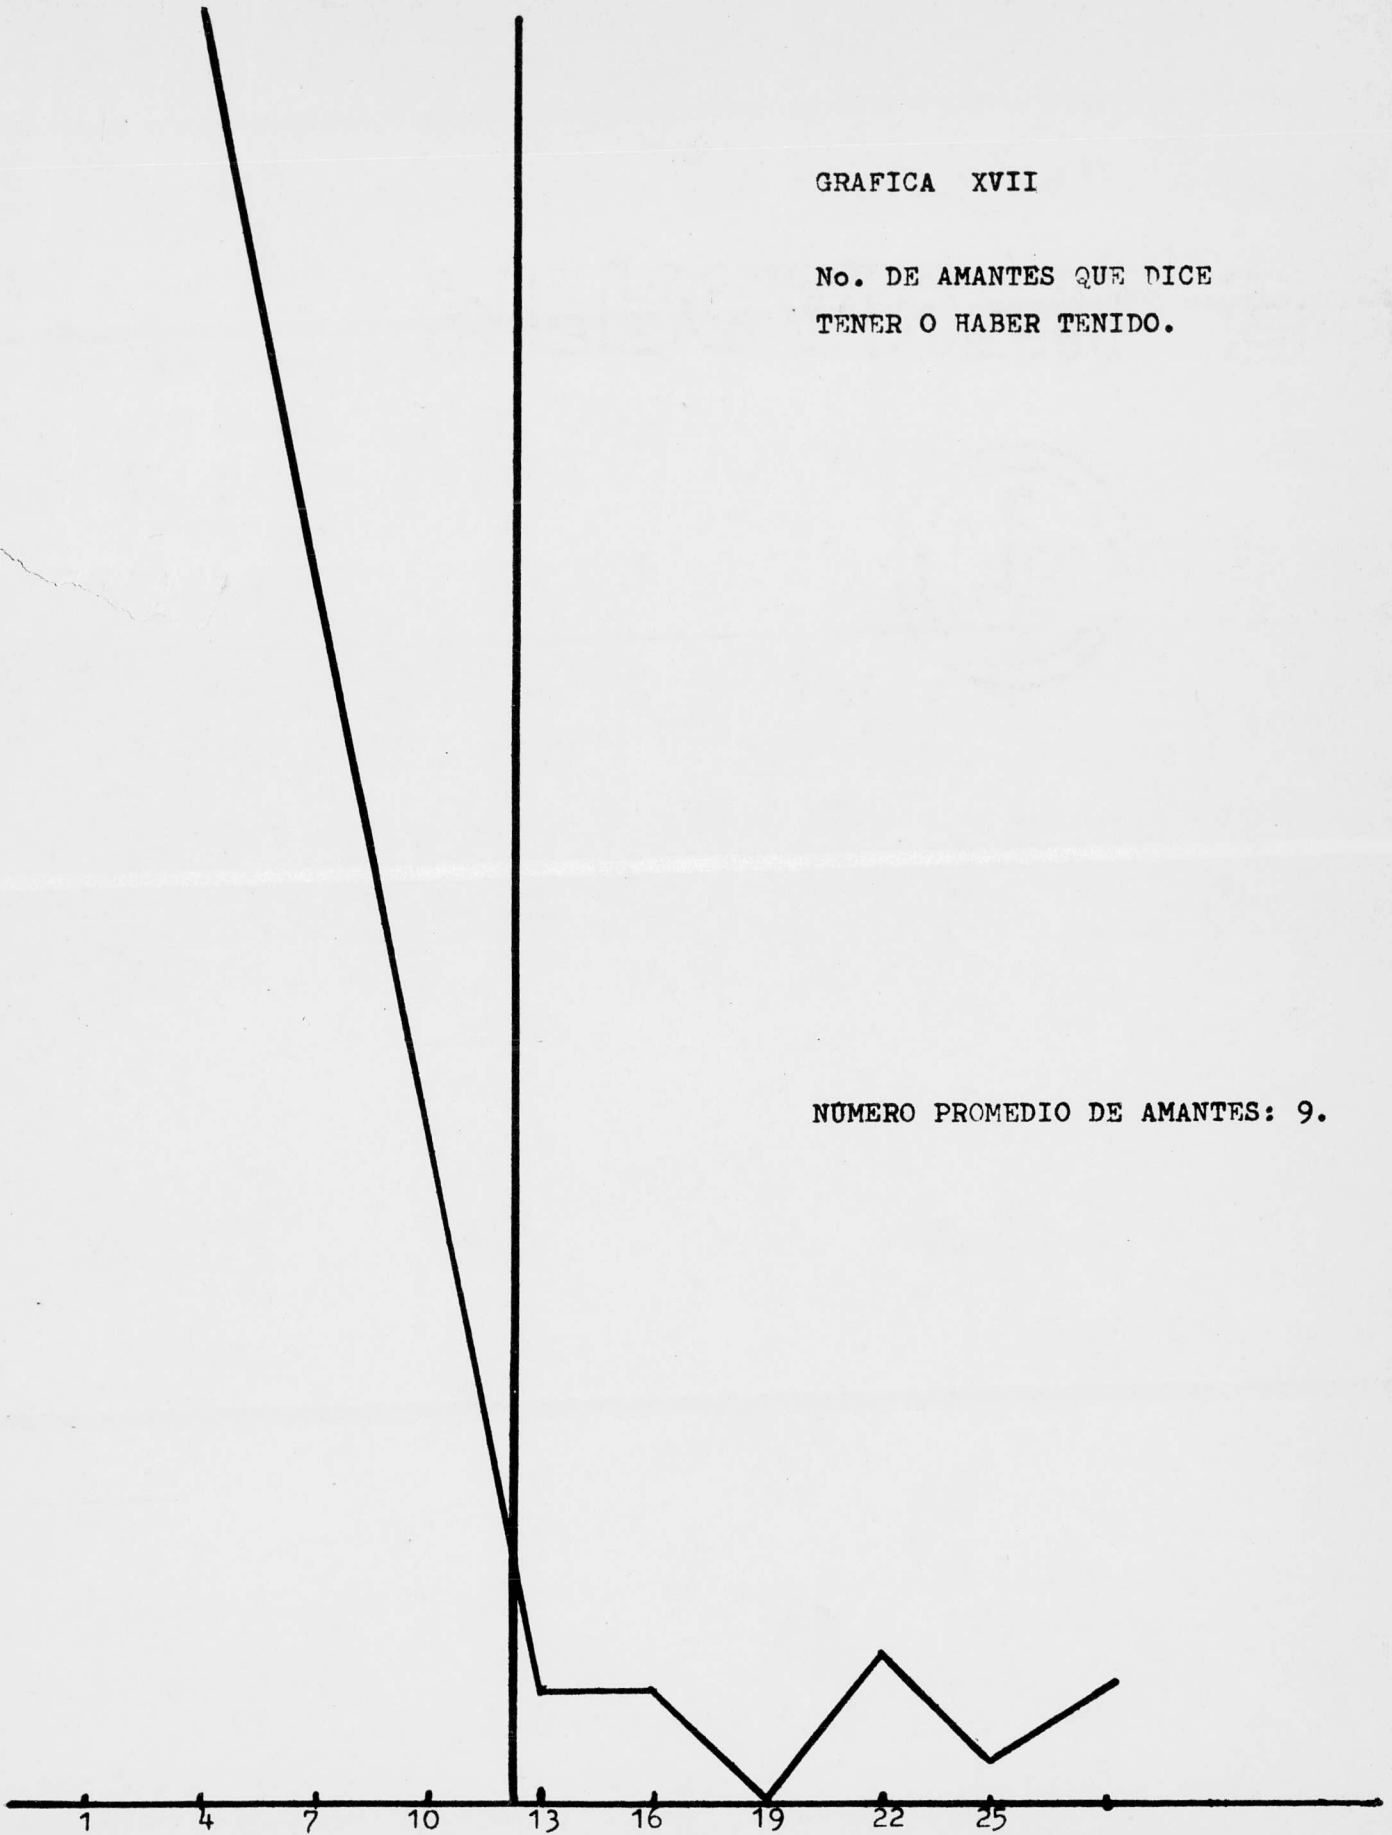 GRAFICA XVII
No. DE AMANTES QUE DICE
TENER O HABER TENIDO.
NÚMERO PROMEDIO DE AMANTES: 9.
1 4 7 10 13 16 19 22 25